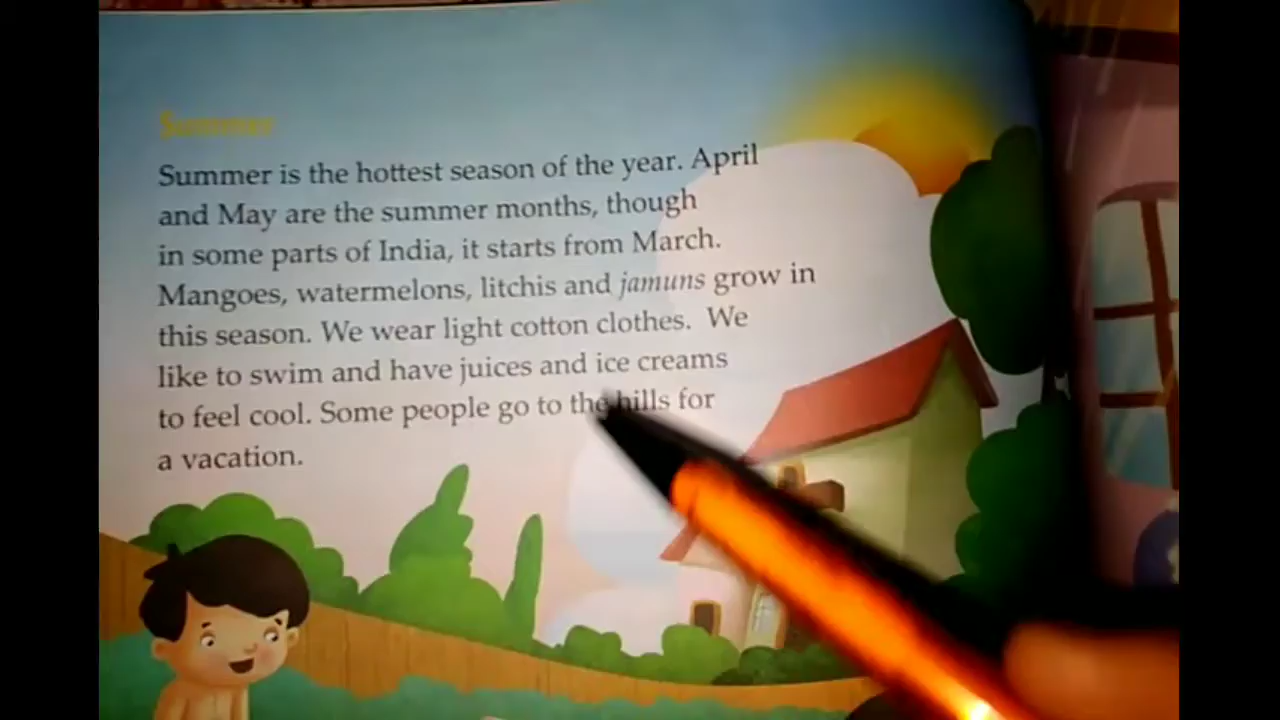 Summer
Summer is the hottest season of the year. April
and May are the summer months, though
in some parts of India, it starts from March.
Mangoes, watermelons, litchis and jamuns grow in
this season. We wear light cotton clothes. We
like to swim and have juices and ice creams
to feel cool. Some people go to the hills for
a vacation.